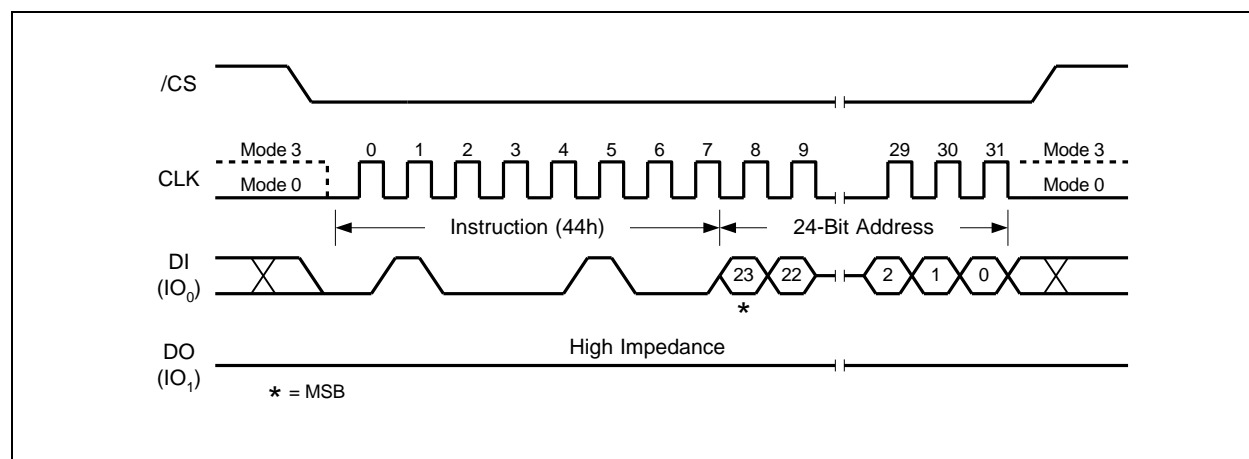 /CS
Mode 3 0 1 2 3 4 5 6 7 8 9 29 30 31 Mode 3
CLK Mode 0 Mode 0
Instruction (44h) 24-Bit Address
DI
(IO0)
23 22 2 1 0
*
High Impedance
DO
(IO1)
* = MSB